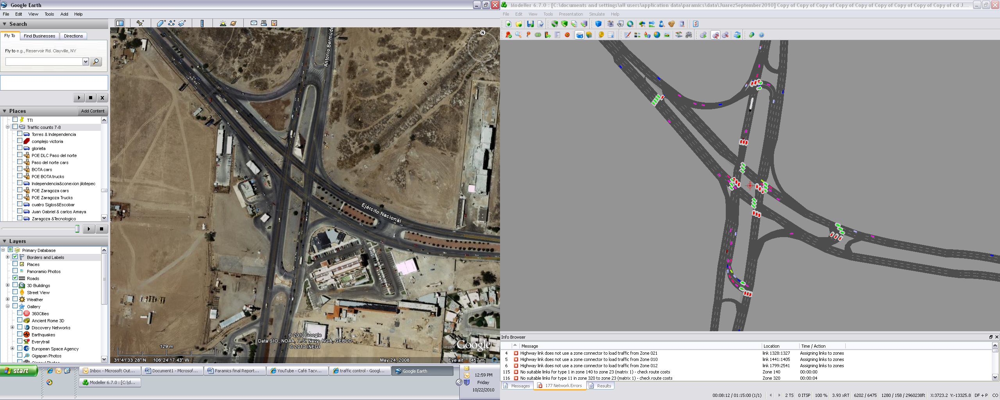 Google Earth
File Edit View Tools Add Help
Search
Fly To Find Businesses Directions
Fly to e.g., Reservoir Rd. Clayville, NY
Places
Add Content
TTI
Traffic counts 7-8
Torres & Independencia
complejo victoria
glorieta
POE DLC Paso del norte
Paso del norte cars
BOTA cars
POE BOTA trucks
Independencia&conexion jilotepec
POE Zaragoza cars
POE Zaragoza Trucks
cuatro Siglos&Escobar
Juan Gabriel & carlos Amaya
Zaragoza &Tecnologico
Layers
Primary Database
Borders and Labels
Places
Panoramio Photos
Roads
3D Buildings
Street View
Weather
Gallery
360Cities
Ancient Rome 3D
Discovery Networks
Earthquakes
Everytrail
European Space Agency
Gigapan Photos
N
Antonio Bermúde
Ejército Nacional
© 2010 Google
Data SIO, NOAA, U.S. Navy, NGA, GEBCO
© 2010 INEGI
©2008 Google
129 m
31°41'33.28" N 106°24'17.43" W
May 24, 2008
Eye alt 457 m
Modeller 6.7.0 : [C:\documents and settings\all users\application data\paramics\data\JuarezSeptember2010] Copy of Copy of Copy of Copy of Copy of Copy of Copy of Copy of Copy of cd J...
File Edit View Tools Presentation Simulate Help
Info Browser
Message Location Time / Action
4 Highway link does not use a zone connector to load traffic from Zone 021 link 1328:1327 Assigning links to zones
5 Highway link does not use a zone connector to load traffic from Zone 010 link 1441:1405 Assigning links to zones
6 Highway link does not use a zone connector to load traffic from Zone 012 link 1799:2541 Assigning links to zones
115 No suitable links for type 1 in zone 140 to zone 23 (matrix 1) - check route costs Zone 140 00:00:00
116 No suitable links for type 11 in zone 320 to zone 23 (matrix 1) - check route costs Zone 320 00:00:04
Messages 177 Network Errors Results
00:08:12 / 01:15:00 (1/1) 2 TS 0 ITSP 100 % 3.93 xRT 6202 / 6475 1280 / 158 / 2960238ft X:3723.2 Y:-13325.8 DF + P CO
start
Inbox - Microsoft Out... Document1 - Microsof... Paramics final Report... YouTube - Café Tacv... traffic control - Googl... Google Earth
Modeller 6.7.0 : [C:\d...
12:59 PM
Friday
10/22/2010